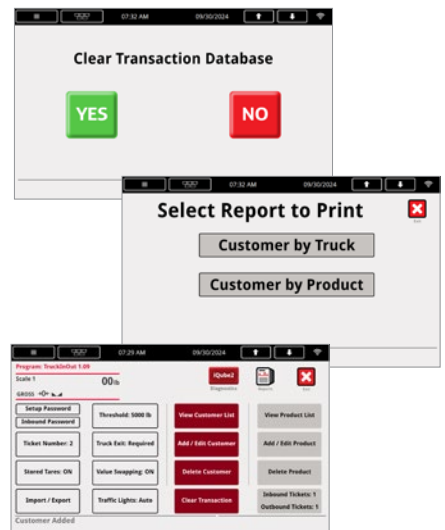 07:32 AM 09/30/2024
Clear Transaction Database
YES NO
07:32 AM 09/30/2024
Select Report to Print
Exit
Customer by Truck
Customer by Product
07:29 AM 09/30/2024
Program: TruckInOut 1.09
Scale 1 00 lb
GROSS
iQube2
Diagnostics Reports Exit
Setup Password
Inbound Password
Threshold: 5000 lb
View Customer List
View Product List
Ticket Number: 2
Truck Exit: Required
Add / Edit Customer
Add / Edit Product
Stored Tares: ON
Value Swapping: ON
Delete Customer
Delete Product
Import / Export
Traffic Lights: Auto
Clear Transaction
Inbound Tickets: 1
Outbound Tickets: 1
Customer Added